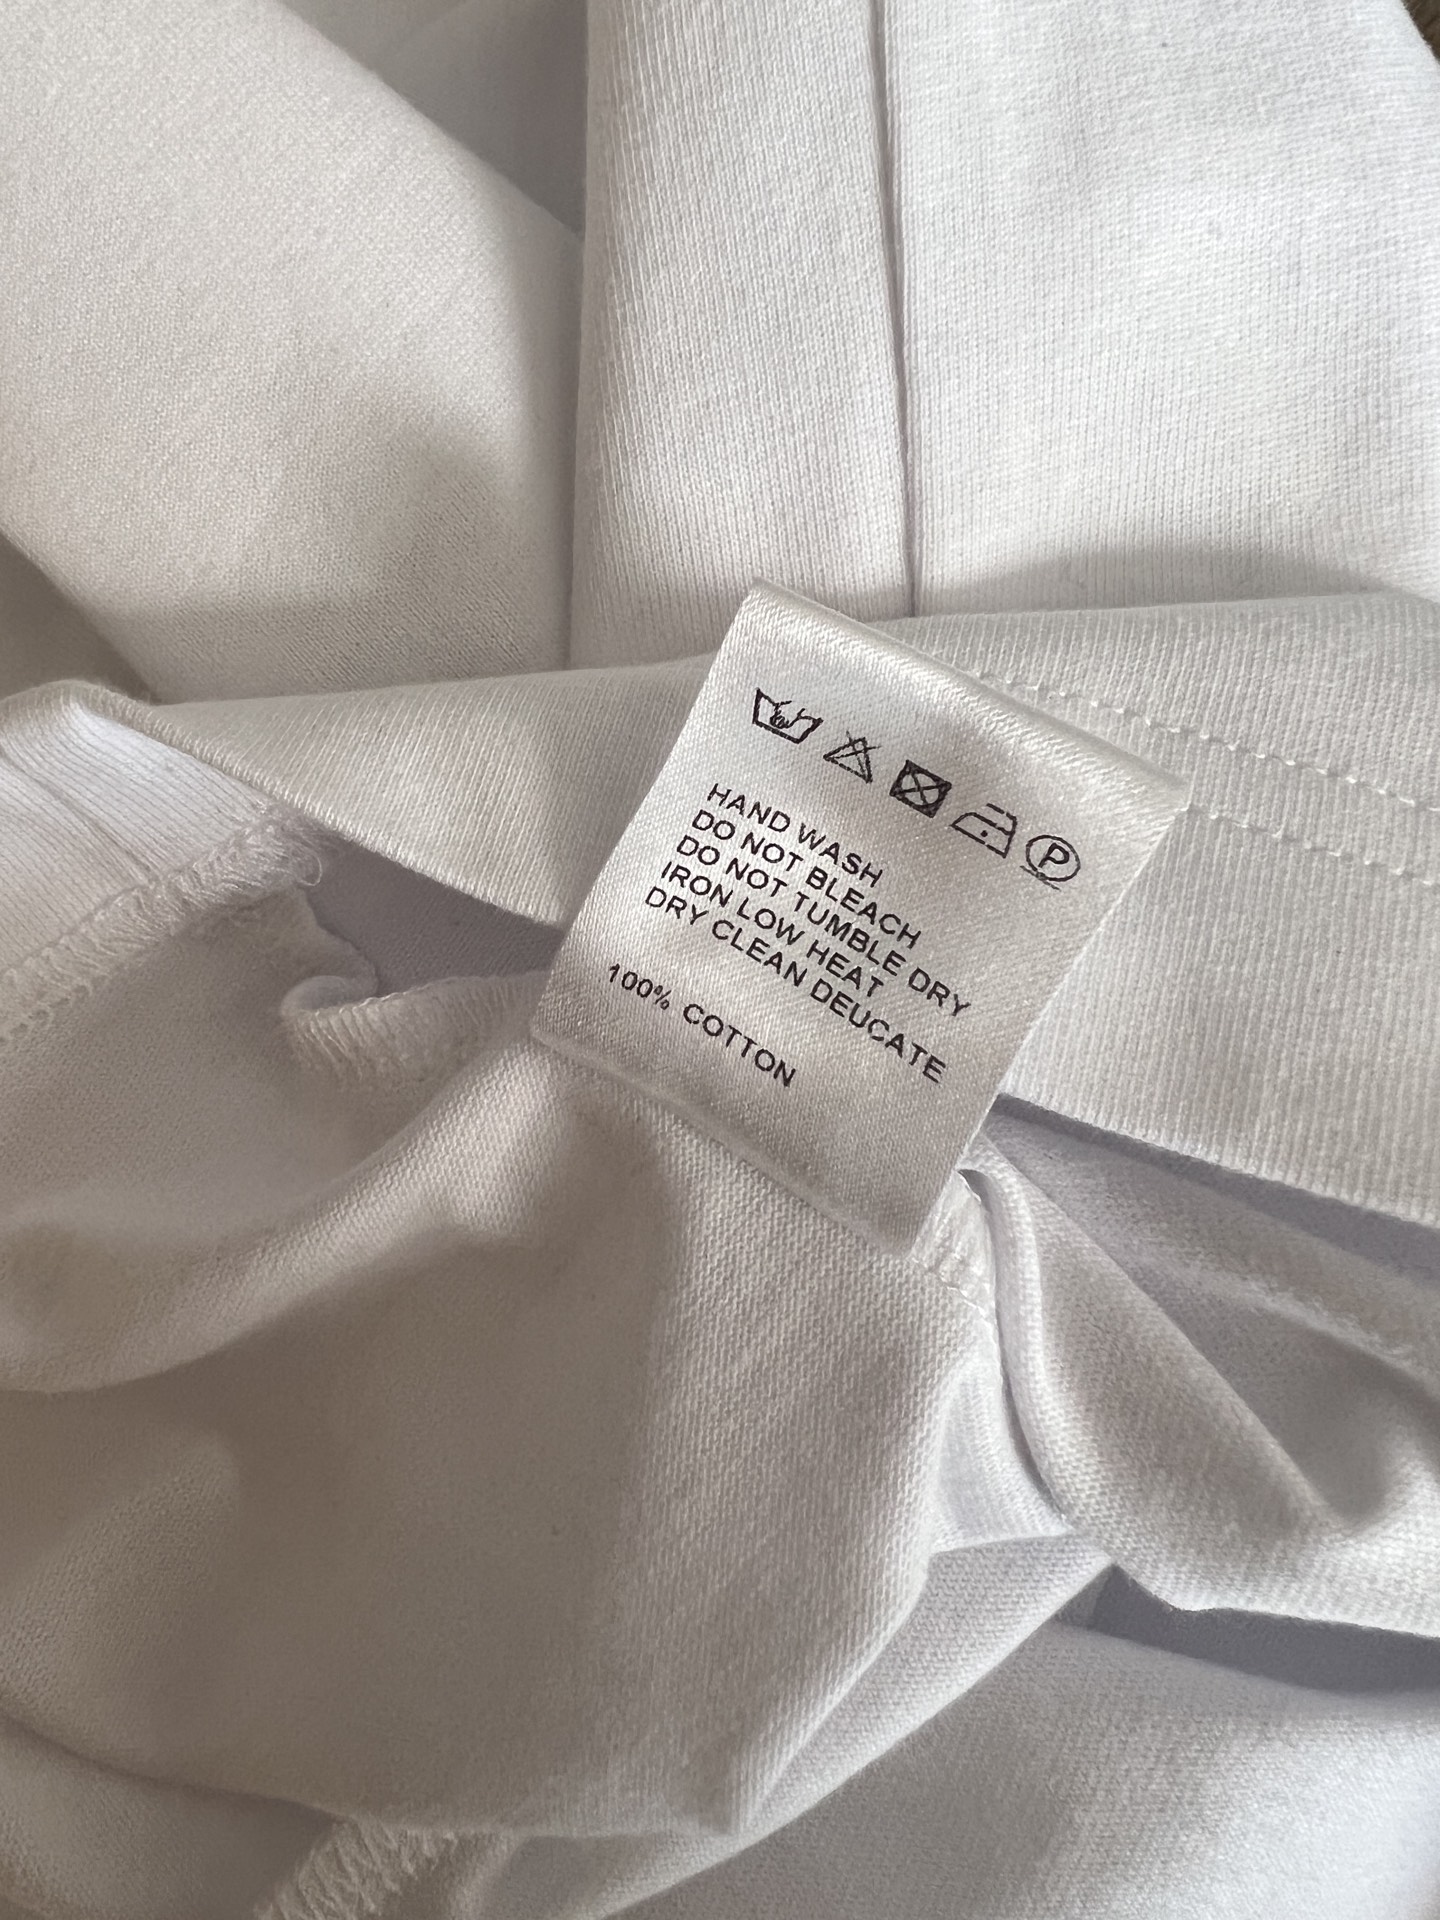 P
HAND WASH
DO NOT BLEACH
DO NOT TUMBLE DRY
IRON LOW HEAT
DRY CLEAN DEUCATE
100% COTTON